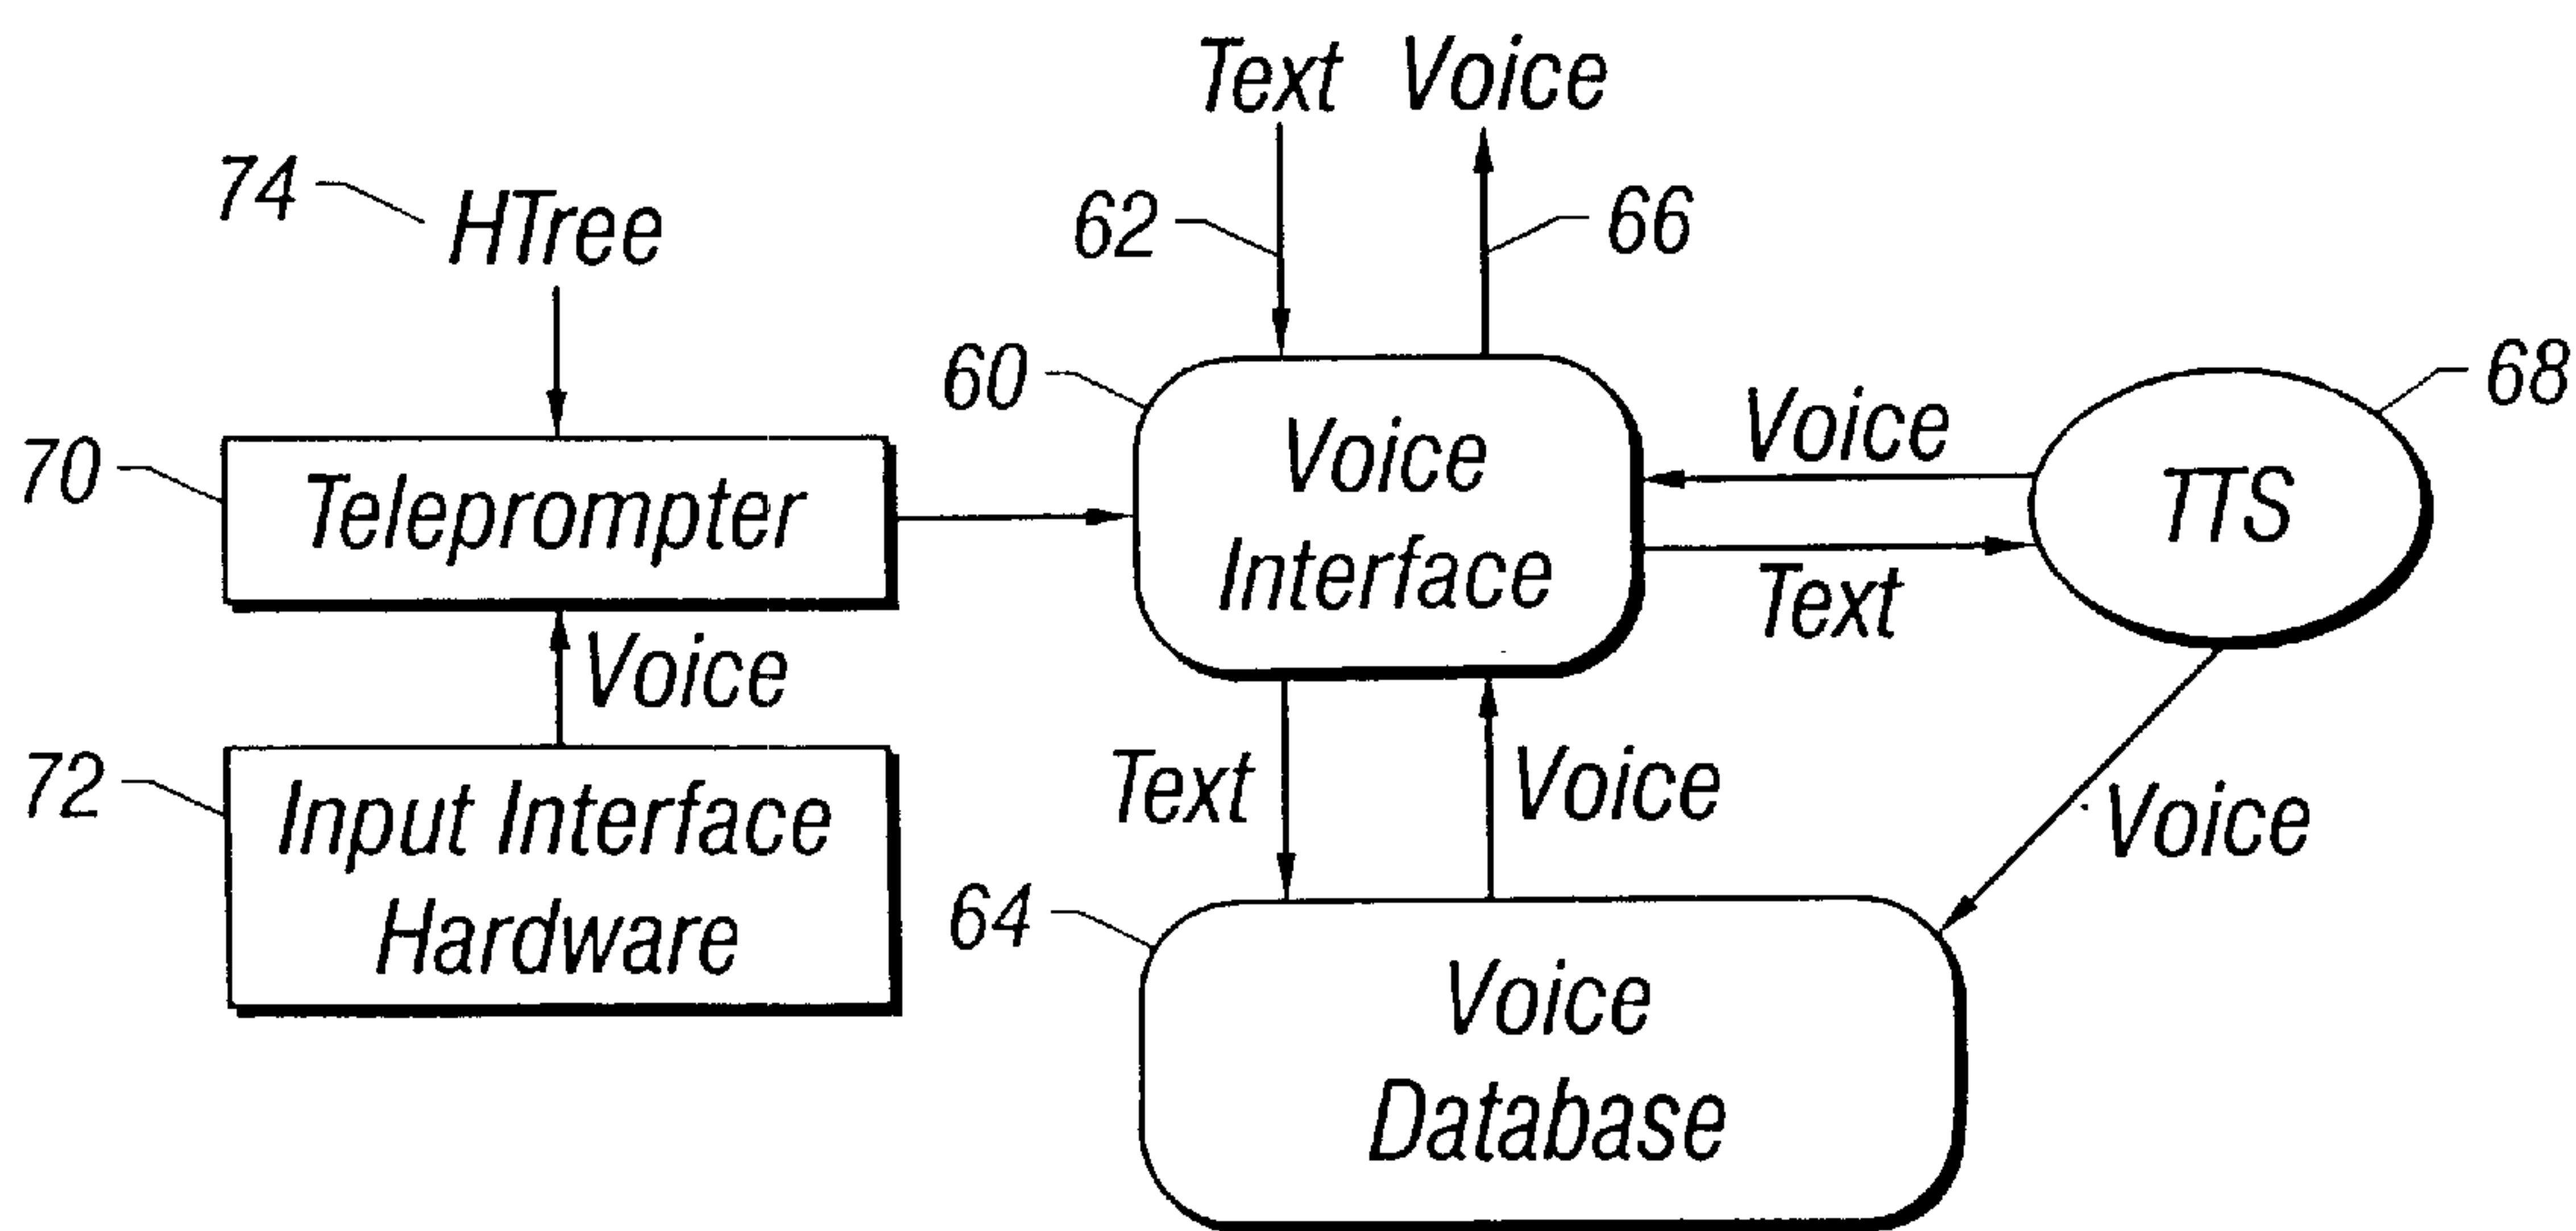 Text Voice
74 HTree
62 66
60
68
70 Teleprompter
Voice
Interface
Voice
TTS
Text
Voice
72 Input Interface
Hardware
Text Voice
Voice
64
Voice
Database